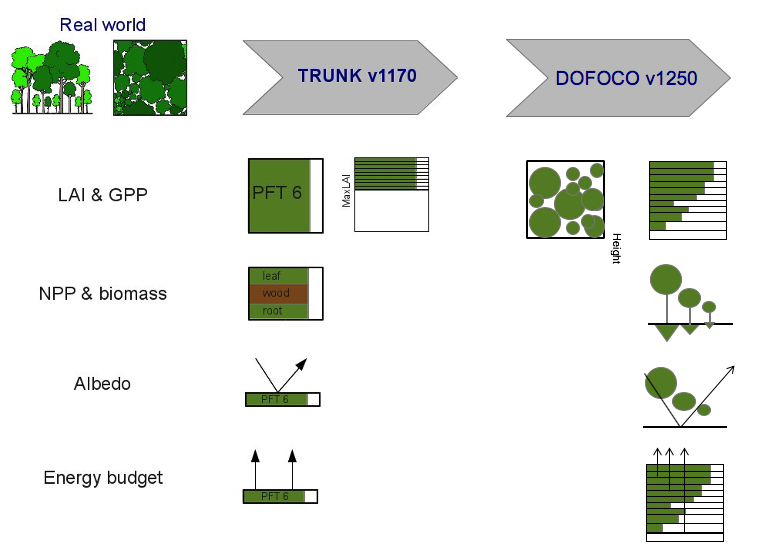 Real world
TRUNK v1170
DOFOCO v1250
LAI & GPP
PFT 6
MaxLAI
Height
NPP & biomass
leaf
wood
root
Albedo
PFT 6
Energy budget
PFT 6